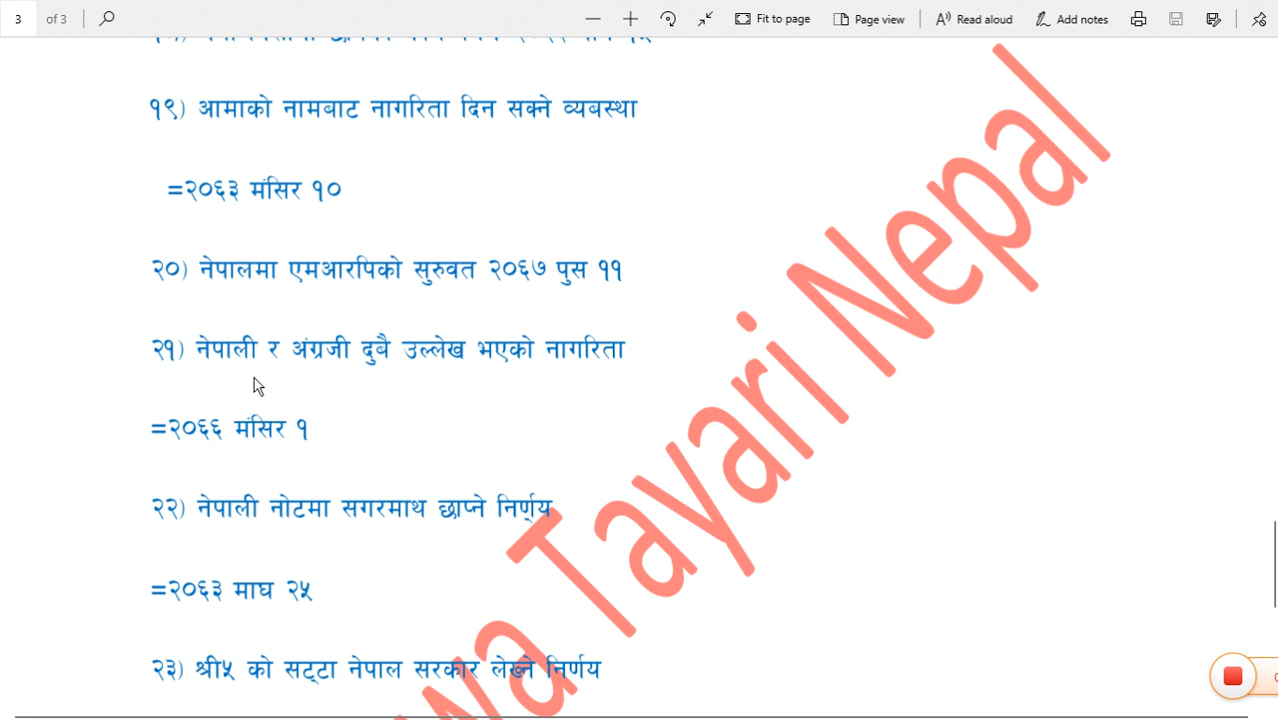 3 of 3 Fit to page Page view Read aloud Add notes
१९) आमाको नामबाट नागरिता दिन सक्ने व्यबस्था
=२०६३ मंसिर १०
२०) नेपालमा एमआरपिको सुरुवत २०६७ पुस ११
२१) नेपाली र अंग्रजी दुबै उल्लेख भएको नागरिता
=२०६६ मंसिर १
२२) नेपाली नोटमा सगरमाथ छाप्ने निर्ण्य
=२०६३ माघ २५
२३) श्री५ को सट्टा नेपाल सरकार लेख्ने निर्णय
wa Tayari Nepal